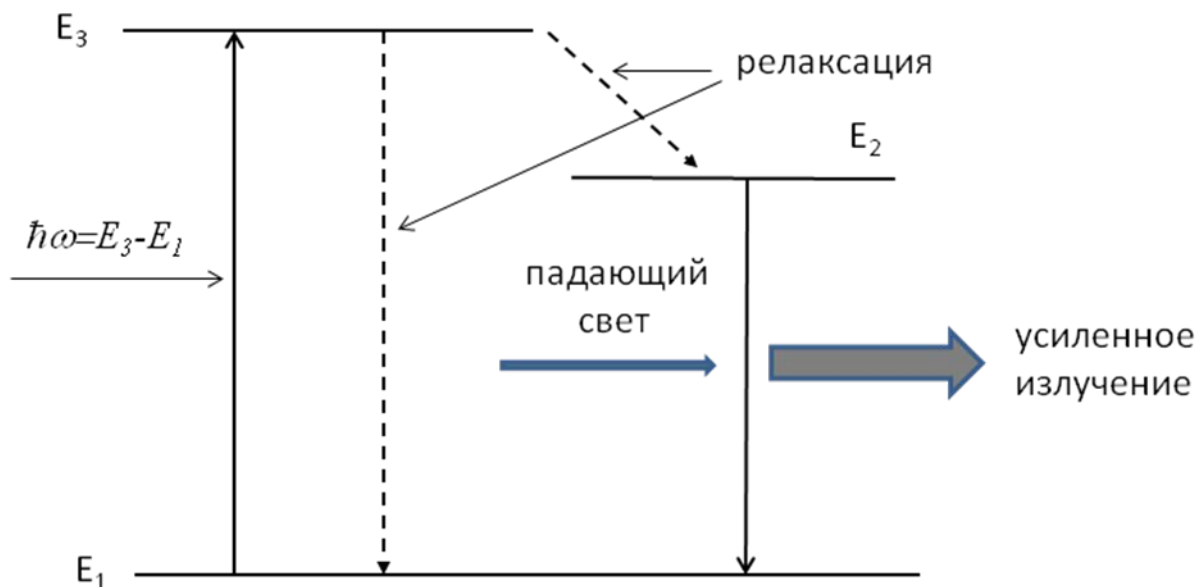 E₃
релаксация
E₂
ħω=E₃-E₁
падающий
свет
усиленное
излучение
E₁